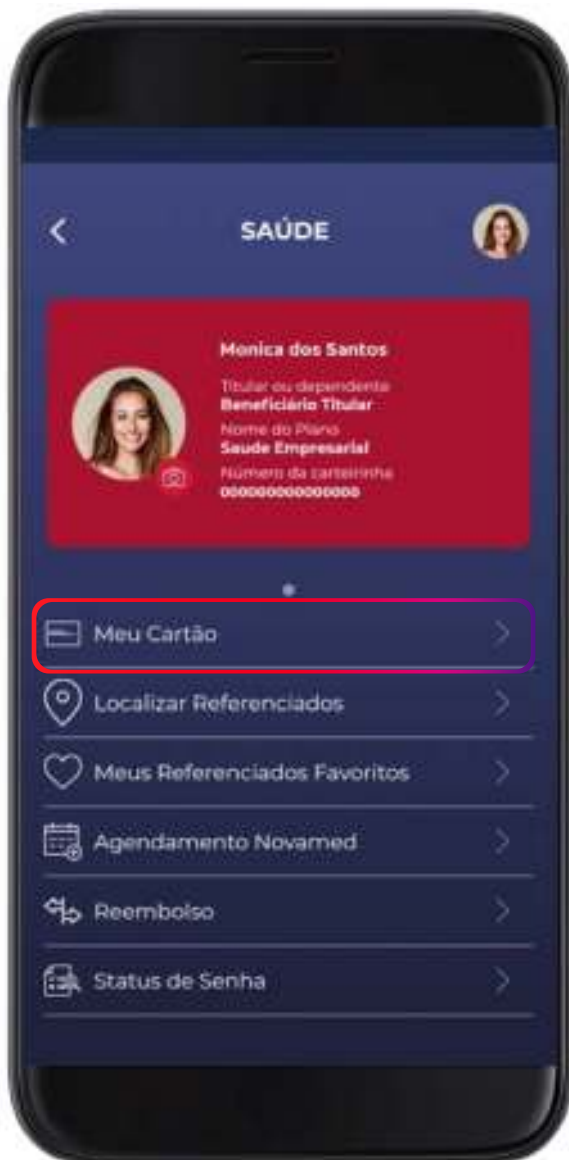 SAÚDE
Monica dos Santos
Titular ou dependente
Beneficiário Titular
Nome do Plano
Saude Empresarial
Número da carteirinha
000000000000000
Meu Cartão
Localizar Referenciados
Meus Referenciados Favoritos
Agendamento Novamed
Reembolso
Status de Senha